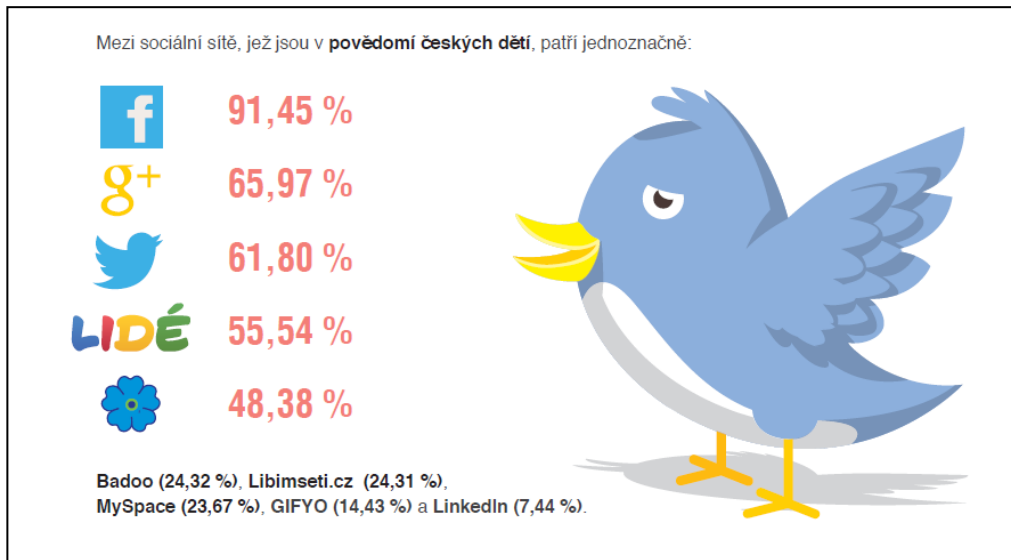 Mezi sociální sítě, jež jsou v povědomí českých dětí, patří jednoznačně:
f 91,45 %
g+ 65,97 %
61,80 %
LIDÉ 55,54 %
48,38 %
Badoo (24,32 %), Libimseti.cz (24,31 %),
MySpace (23,67 %), GIFYO (14,43 %) a LinkedIn (7,44 %).